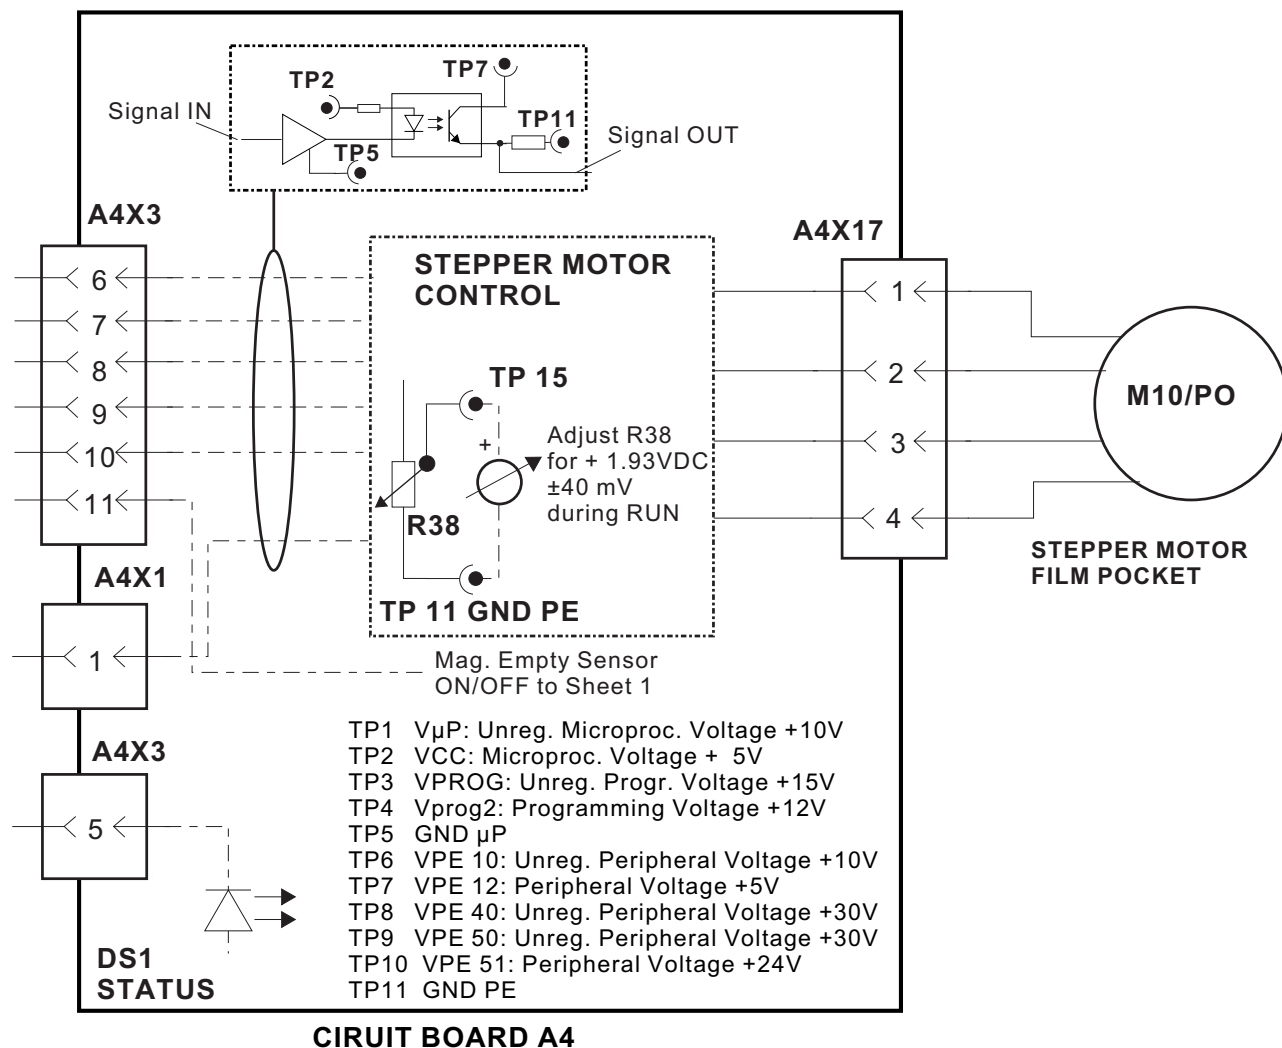 TP2
TP7
Signal IN
TP11
Signal OUT
TP5
A4X3
A4X17
STEPPER MOTOR
CONTROL
6
7
8
9
10
11
1
2
3
4
M10/PO
TP 15
+
Adjust R38
for + 1.93VDC
±40 mV
during RUN
R38
TP 11 GND PE
STEPPER MOTOR
FILM POCKET
A4X1
1
Mag. Empty Sensor
ON/OFF to Sheet 1
A4X3
5
DS1
STATUS
TP1 VµP: Unreg. Microproc. Voltage +10V
TP2 VCC: Microproc. Voltage + 5V
TP3 VPROG: Unreg. Progr. Voltage +15V
TP4 Vprog2: Programming Voltage +12V
TP5 GND µP
TP6 VPE 10: Unreg. Peripheral Voltage +10V
TP7 VPE 12: Peripheral Voltage +5V
TP8 VPE 40: Unreg. Peripheral Voltage +30V
TP9 VPE 50: Unreg. Peripheral Voltage +30V
TP10 VPE 51: Peripheral Voltage +24V
TP11 GND PE
CIRUIT BOARD A4